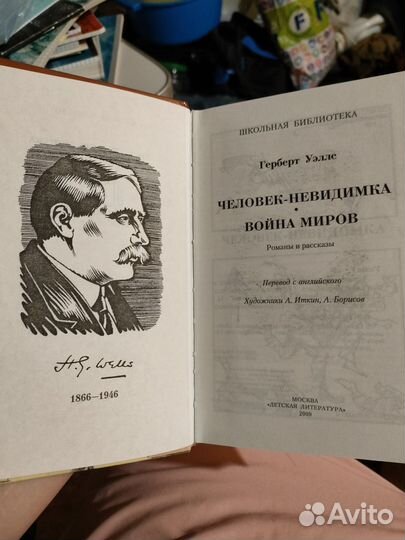 H.G. Wells
1866—1946
ШКОЛЬНАЯ БИБЛИОТЕКА
Герберт Уэллс
ЧЕЛОВЕК-НЕВИДИМКА
•
ВОЙНА МИРОВ
Романы и рассказы
Перевод с английского
Художники А. Иткин, А. Борисов
МОСКВА
«ДЕТСКАЯ ЛИТЕРАТУРА»
2009
Avito